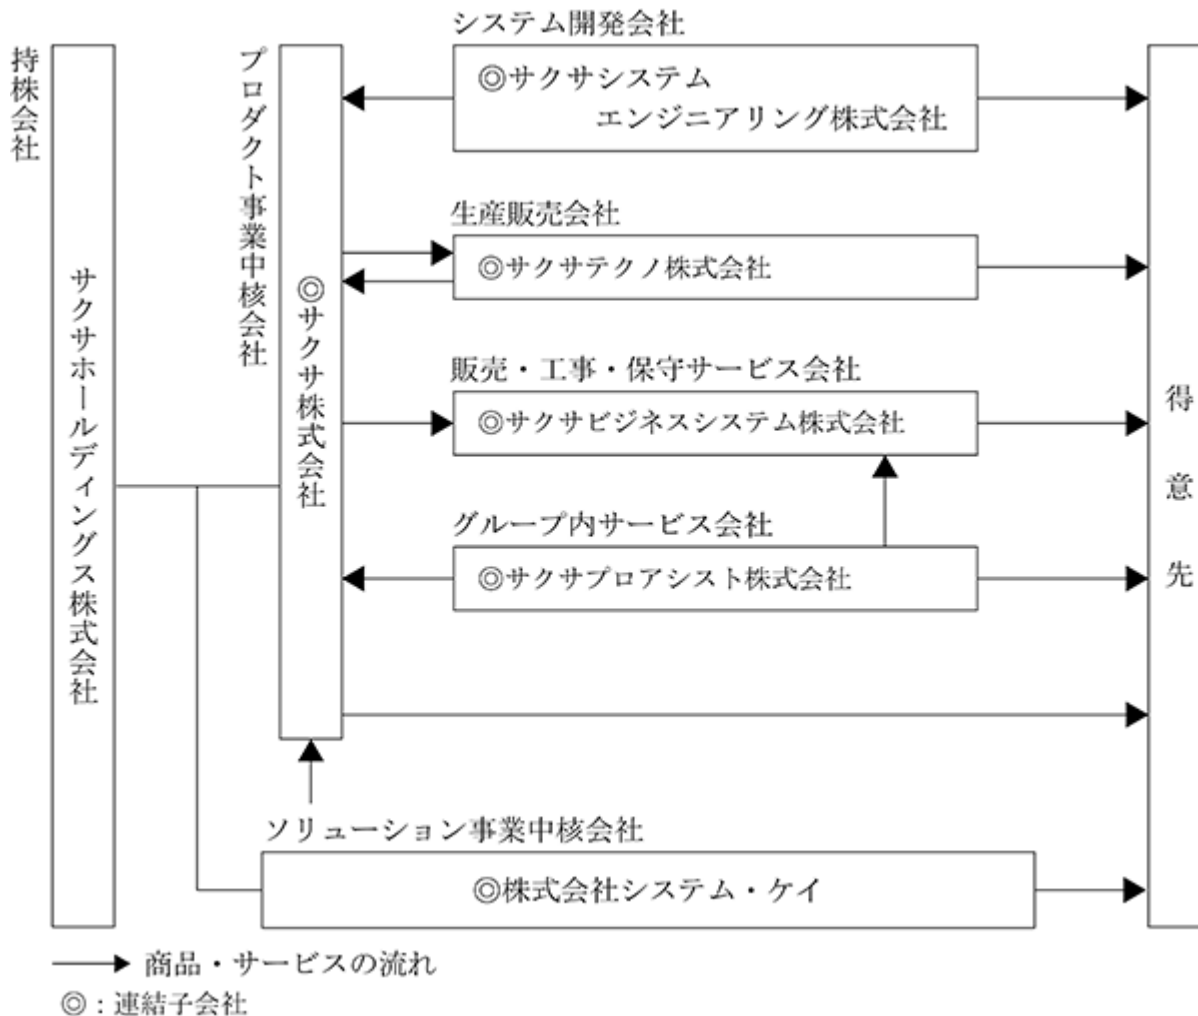 持株会社
サクサホールディングス株式会社
プロダクト事業中核会社
◎サクサ株式会社
システム開発会社
◎サクサシステム
エンジニアリング株式会社
生産販売会社
◎サクサテクノ株式会社
販売・工事・保守サービス会社
◎サクサビジネスシステム株式会社
グループ内サービス会社
◎サクサプロアシスト株式会社
得意先
ソリューション事業中核会社
◎株式会社システム・ケイ
商品・サービスの流れ
◎：連結子会社